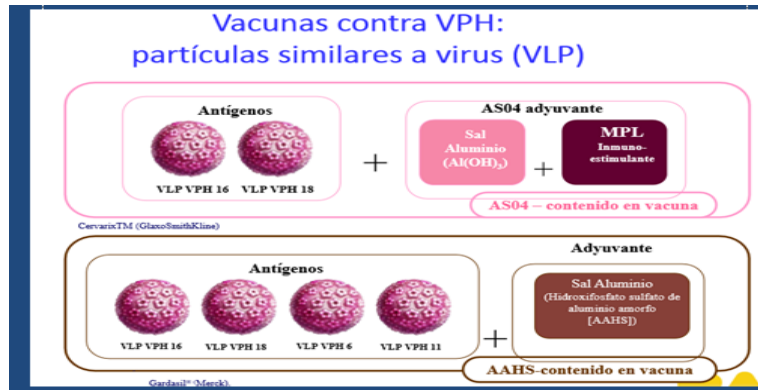 Vacunas contra VPH:
partículas similares a virus (VLP)
Antígenos
VLP VPH 16
VLP VPH 18
+
AS04 adyuvante
Sal
Aluminio
(Al(OH)₃)
+
MPL
Inmuno-
estimulante
AS04 – contenido en vacuna
CervarixTM (GlaxoSmithKline)
Antígenos
VLP VPH 16
VLP VPH 18
VLP VPH 6
VLP VPH 11
+
Adyuvante
Sal Aluminio
(Hidroxifosfato sulfato de
aluminio amorfo
[AAHS])
AAHS-contenido en vacuna
Gardasil (Merck).